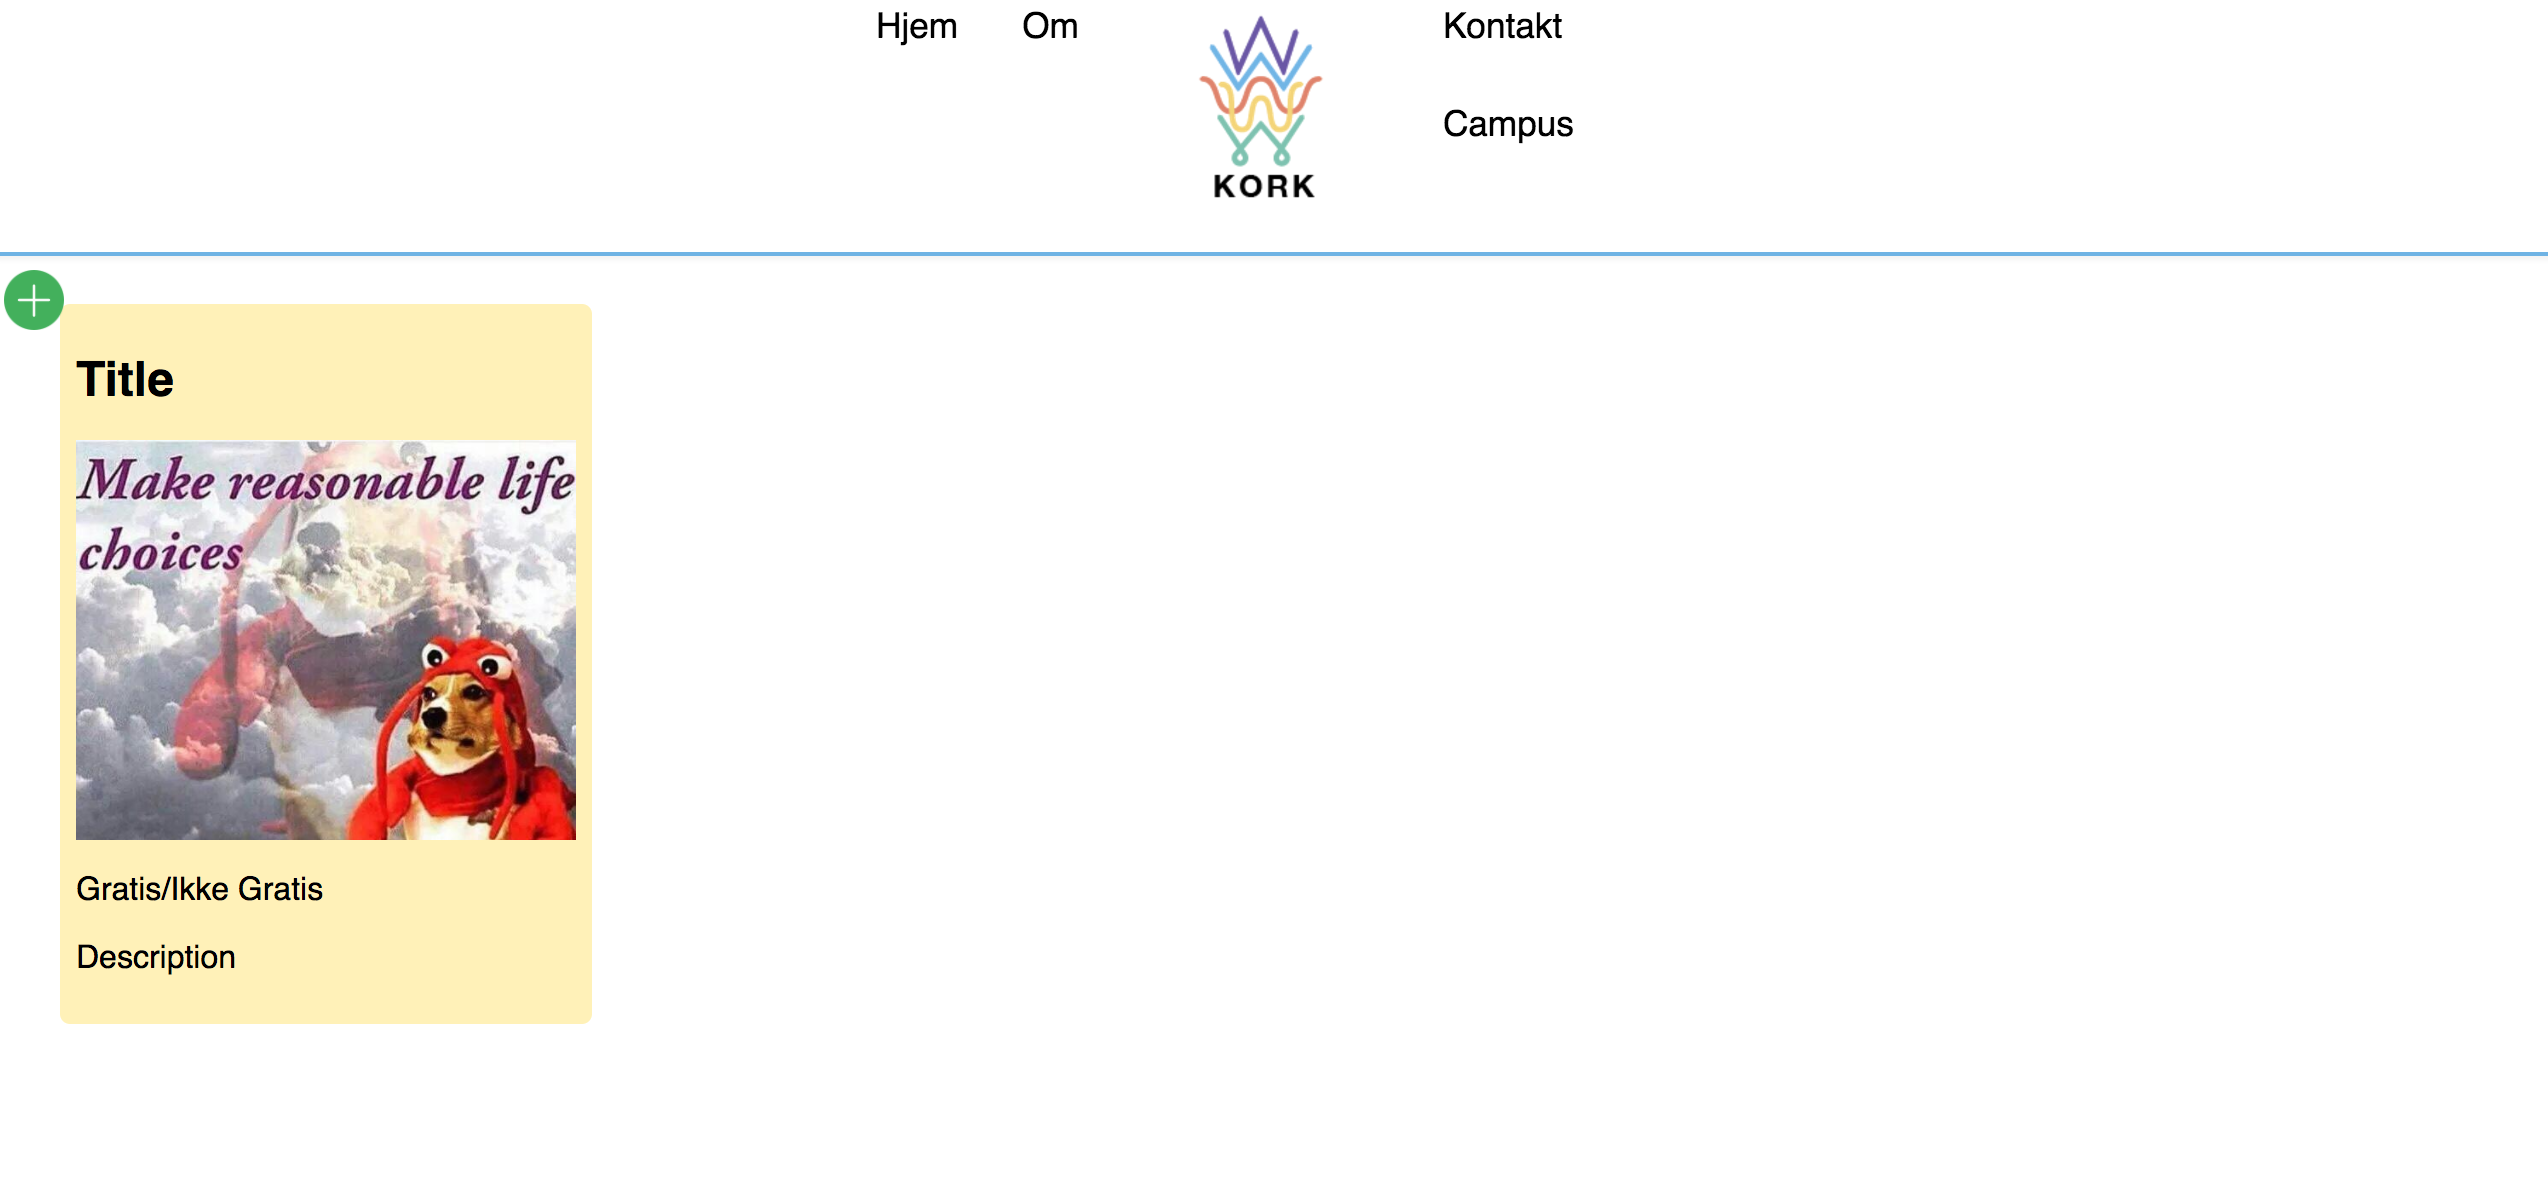 Hjem
Om
KORK
Kontakt
Campus
Title
Make reasonable life
choices
Gratis/Ikke Gratis
Description